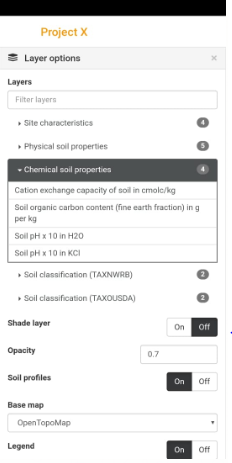 Project X
Layer options ×
Layers
Filter layers
Site characteristics 4
Physical soil properties 5
Chemical soil properties 4
Cation exchange capacity of soil in cmolc/kg
Soil organic carbon content (fine earth fraction) in g
per kg
Soil pH x 10 in H2O
Soil pH x 10 in KCl
Soil classification (TAXNWRB) 2
Soil classification (TAXOUSDA) 2
Shade layer On Off
Opacity 0.7
Soil profiles On Off
Base map
OpenTopoMap
Legend On Off